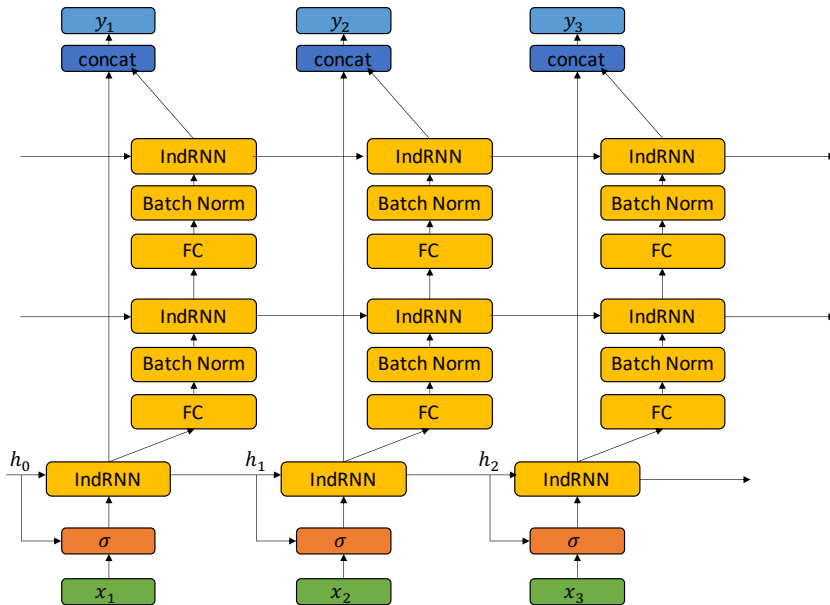 y₁ y₂ y₃
concat concat concat
IndRNN IndRNN IndRNN
Batch Norm Batch Norm Batch Norm
FC FC FC
IndRNN IndRNN IndRNN
Batch Norm Batch Norm Batch Norm
FC FC FC
h₀ h₁ h₂
IndRNN IndRNN IndRNN
σ σ σ
x₁ x₂ x₃